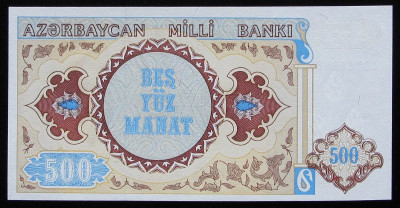 AZƏRBAYCAN MİLLİ BANKI
BEŞ
YÜZ
MANAT
500
500